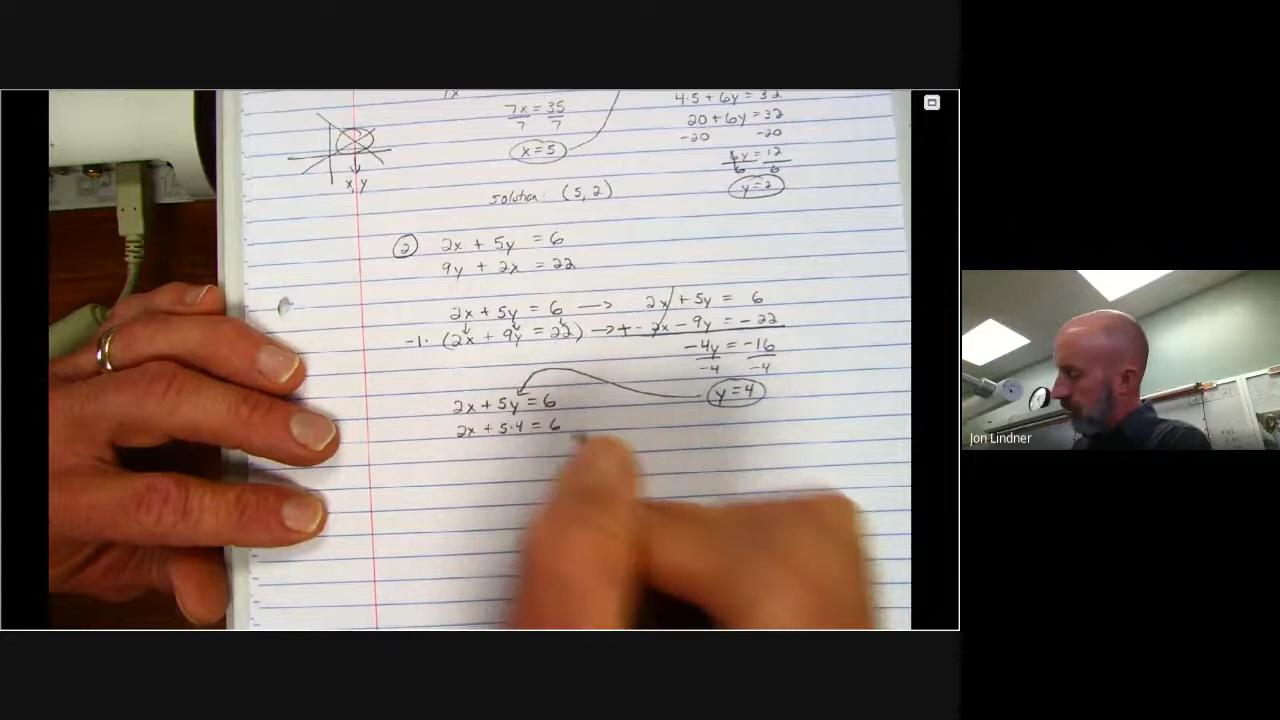 7x
7x = 35
7 7
x = 5
4·5 + 6y = 32
20 + 6y = 32
-20 -20
6y = 12
6 6
y = 2
x, y
Solution: (5, 2)
2 2x + 5y = 6
9y + 2x = 22
2x + 5y = 6 → 2x + 5y = 6
-1· (2x + 9y = 22) → + - 2x - 9y = -22
-4y = -16
-4 -4
y = 4
2x + 5y = 6
2x + 5·4 = 6
Jon Lindner